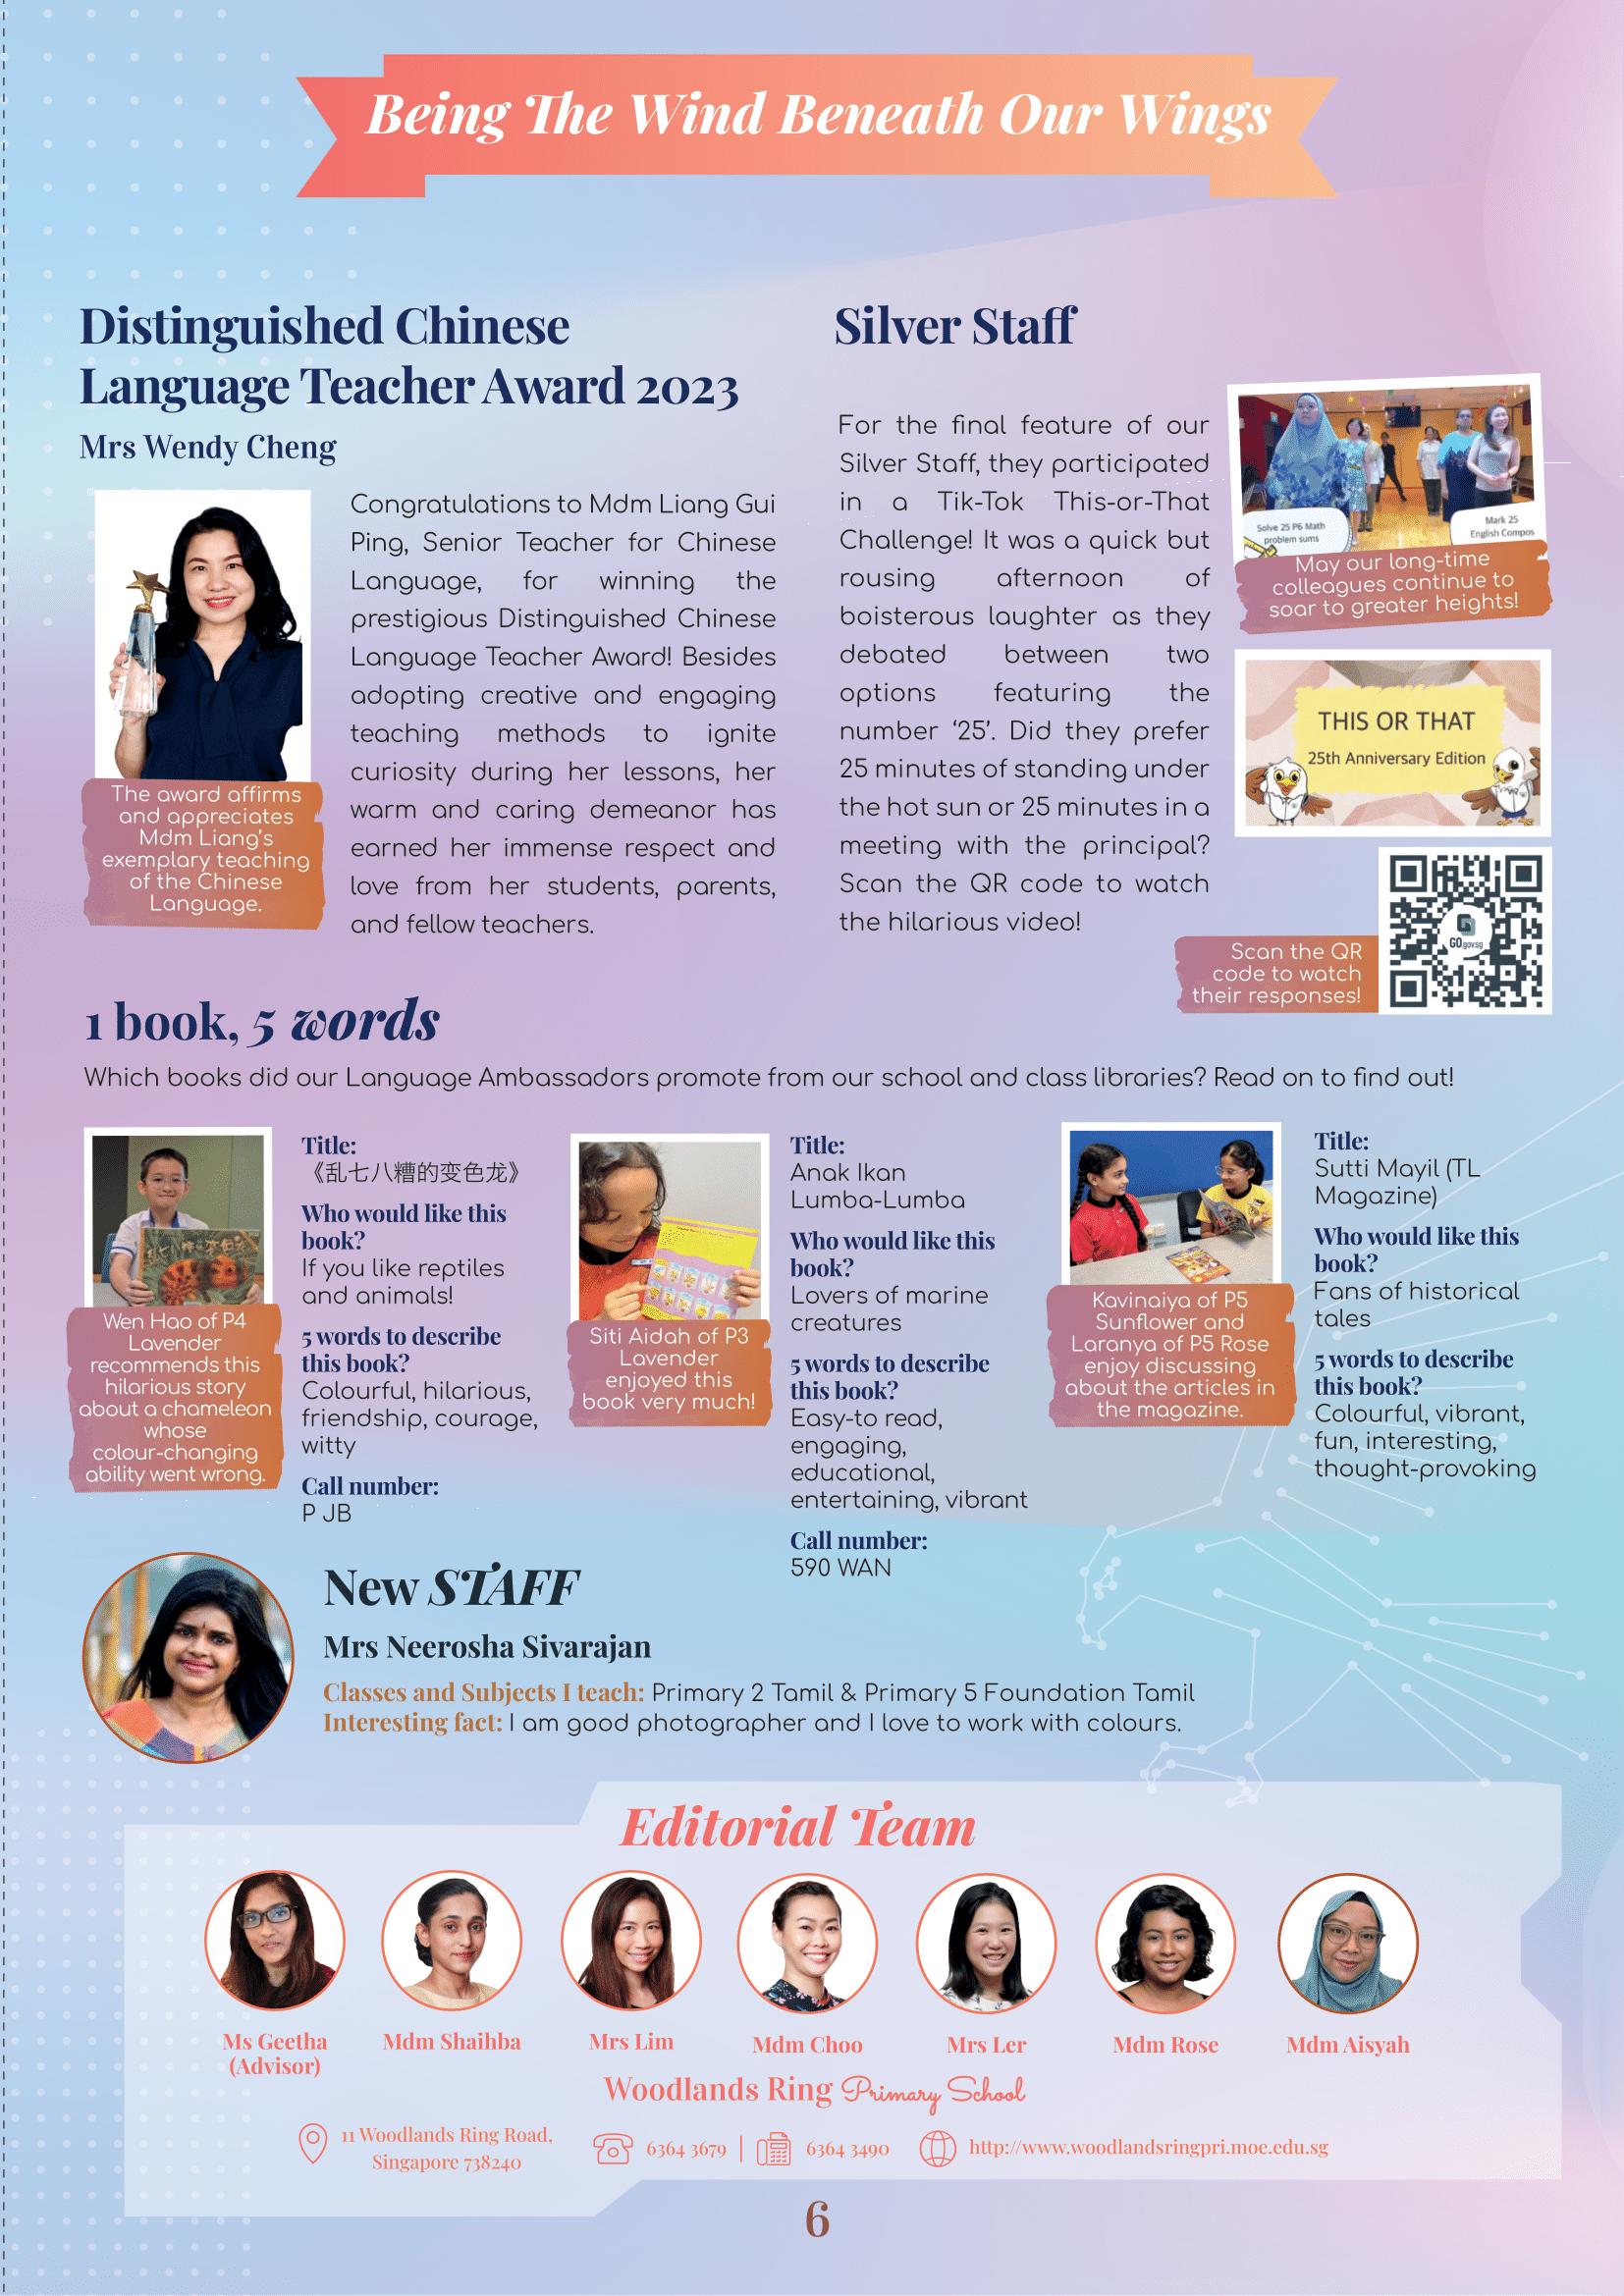 Being The Wind Beneath Our Wings
Distinguished Chinese
Language Teacher Award 2023
Mrs Wendy Cheng
The award affirms
and appreciates
Mdm Liang's
exemplary teaching
of the Chinese
Language.
Congratulations to Mdm Liang Gui
Ping, Senior Teacher for Chinese
Language, for winning the
prestigious Distinguished Chinese
Language Teacher Award! Besides
adopting creative and engaging
teaching methods to ignite
curiosity during her lessons, her
warm and caring demeanor has
earned her immense respect and
love from her students, parents,
and fellow teachers.
Silver Staff
For the final feature of our
Silver Staff, they participated
in a Tik-Tok This-or-That
Challenge! It was a quick but
rousing afternoon of
boisterous laughter as they
debated between two
options featuring the
number ‘25’. Did they prefer
25 minutes of standing under
the hot sun or 25 minutes in a
meeting with the principal?
Scan the QR code to watch
the hilarious video!
Solve 25 P6 Math
problem sums
Mark 25
English Compos
May our long-time
colleagues continue to
soar to greater heights!
THIS OR THAT
25th Anniversary Edition
GO.gov.sg
Scan the QR
code to watch
their responses!
1 book, 5 words
Which books did our Language Ambassadors promote from our school and class libraries? Read on to find out!
乱七八糟的变色龙
Wen Hao of P4
Lavender
recommends this
hilarious story
about a chameleon
whose
colour-changing
ability went wrong.
Title:
《乱七八糟的变色龙》
Who would like this
book?
If you like reptiles
and animals!
5 words to describe
this book?
Colourful, hilarious,
friendship, courage,
witty
Call number:
P JB
Siti Aidah of P3
Lavender
enjoyed this
book very much!
Title:
Anak Ikan
Lumba-Lumba
Who would like this
book?
Lovers of marine
creatures
5 words to describe
this book?
Easy-to read,
engaging,
educational,
entertaining, vibrant
Call number:
590 WAN
Kavinaiya of P5
Sunflower and
Laranya of P5 Rose
enjoy discussing
about the articles in
the magazine.
Title:
Sutti Mayil (TL
Magazine)
Who would like this
book?
Fans of historical
tales
5 words to describe
this book?
Colourful, vibrant,
fun, interesting,
thought-provoking
New STAFF
Mrs Neerosha Sivarajan
Classes and Subjects I teach: Primary 2 Tamil & Primary 5 Foundation Tamil
Interesting fact: I am good photographer and I love to work with colours.
Editorial Team
Ms Geetha
(Advisor)
Mdm Shaihba
Mrs Lim
Mdm Choo
Mrs Ler
Mdm Rose
Mdm Aisyah
Woodlands Ring Primary School
11 Woodlands Ring Road,
Singapore 738240
6364 3679 | 6364 3490
http://www.woodlandsringpri.moe.edu.sg
6